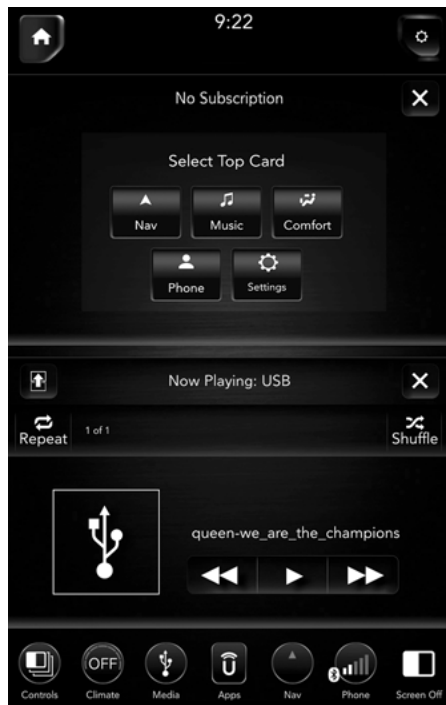 9:22
No Subscription
Select Top Card
Nav Music Comfort
Phone Settings
Now Playing: USB
Repeat 1 of 1 Shuffle
queen-we_are_the_champions
OFF
Controls Climate Media Apps Nav Phone Screen Off